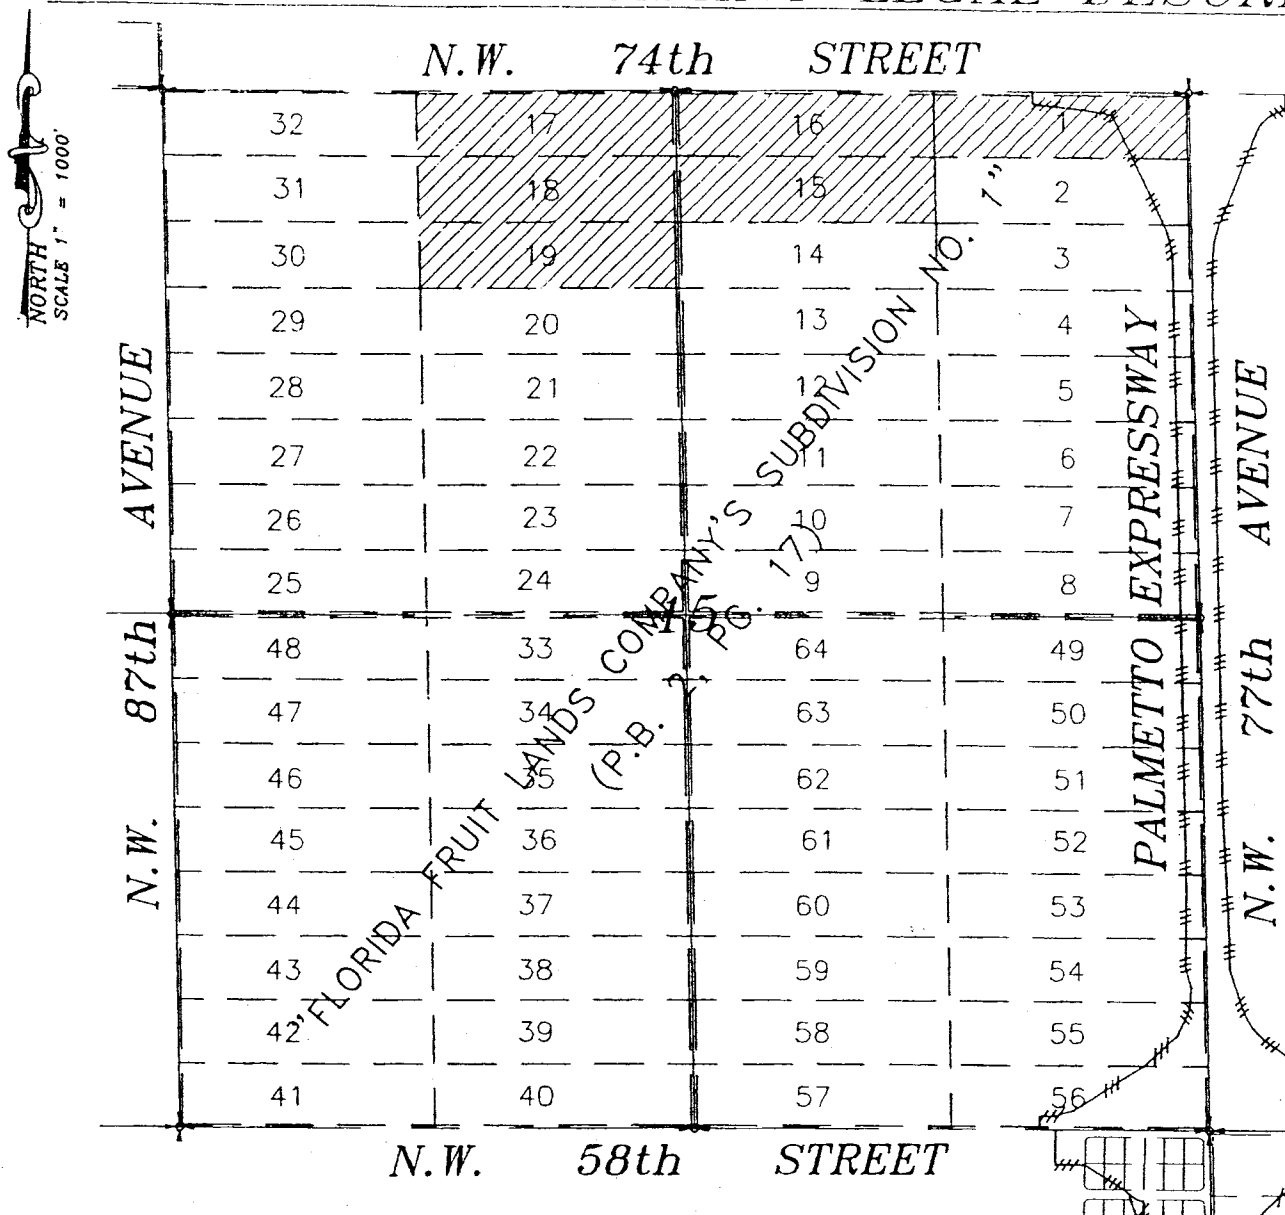 N.W. 74th STREET
NORTH
SCALE 1" = 1000'
32 17 16 1
31 18 15 2
30 19 14 3
29 20 13 4
28 21 12 5
27 22 11 6
26 23 10 7
25 24 9 8
15
48 33 64 49
47 34 63 50
46 35 62 51
45 36 61 52
44 37 60 53
43 38 59 54
42 39 58 55
41 40 57 56
"FLORIDA FRUIT LANDS COMPANY'S SUBDIVISION NO. 1"
(P.B. 2, PG. 17)
N.W. 87th AVENUE
PALMETTO EXPRESSWAY
N.W. 77th AVENUE
N.W. 58th STREET